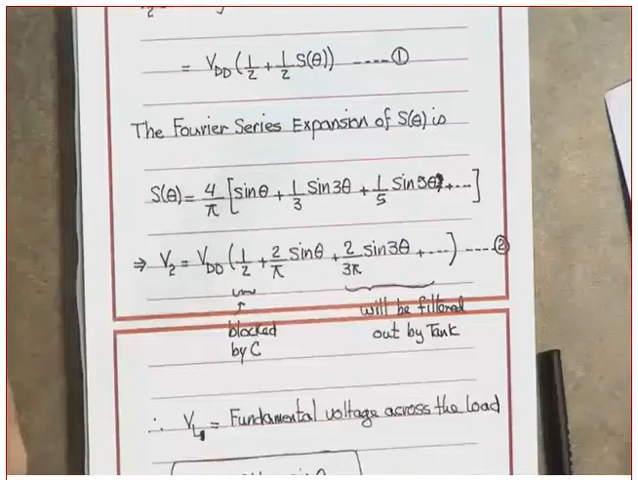 = V_DD (1/2 + 1/2 S(θ)) ----- ①
The Fourier Series Expansion of S(θ) is
S(θ) = 4/π [sinθ + 1/3 sin3θ + 1/5 sin5θ + ....]
⇒ V_2 = V_DD (1/2 + 2/π sinθ + 2/3π sin3θ + ....) ----- ②
↑
blocked by C
will be filtered out by Tank
∴ V_L1 = Fundamental voltage across the load